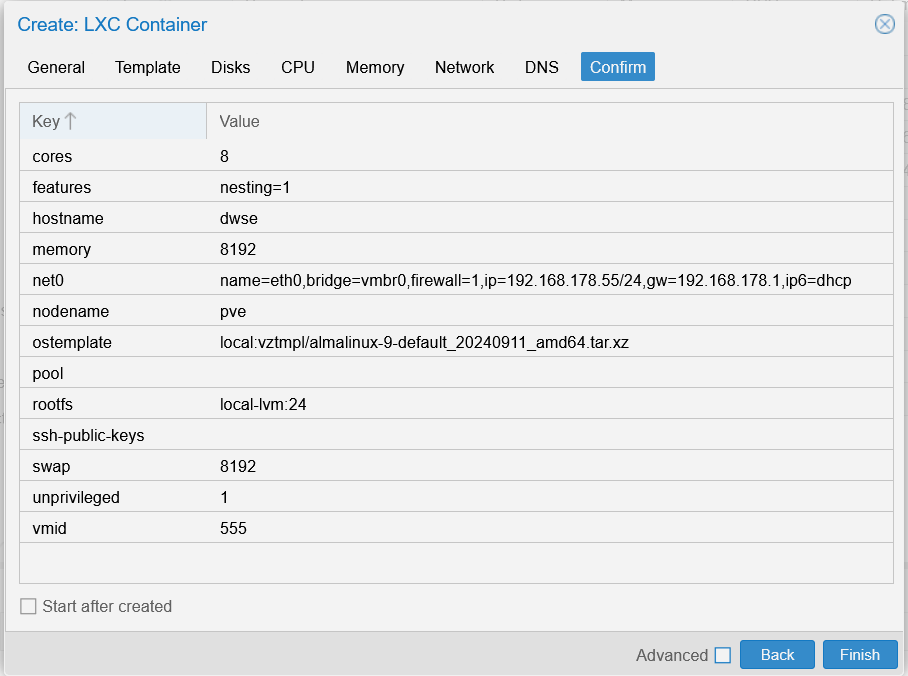 Create: LXC Container
General Template Disks CPU Memory Network DNS Confirm
Key Value
cores 8
features nesting=1
hostname dwse
memory 8192
net0 name=eth0,bridge=vmbr0,firewall=1,ip=192.168.178.55/24,gw=192.168.178.1,ip6=dhcp
nodename pve
ostemplate local:vztmpl/almalinux-9-default_20240911_amd64.tar.xz
pool
rootfs local-lvm:24
ssh-public-keys
swap 8192
unprivileged 1
vmid 555
Start after created
Advanced Back Finish